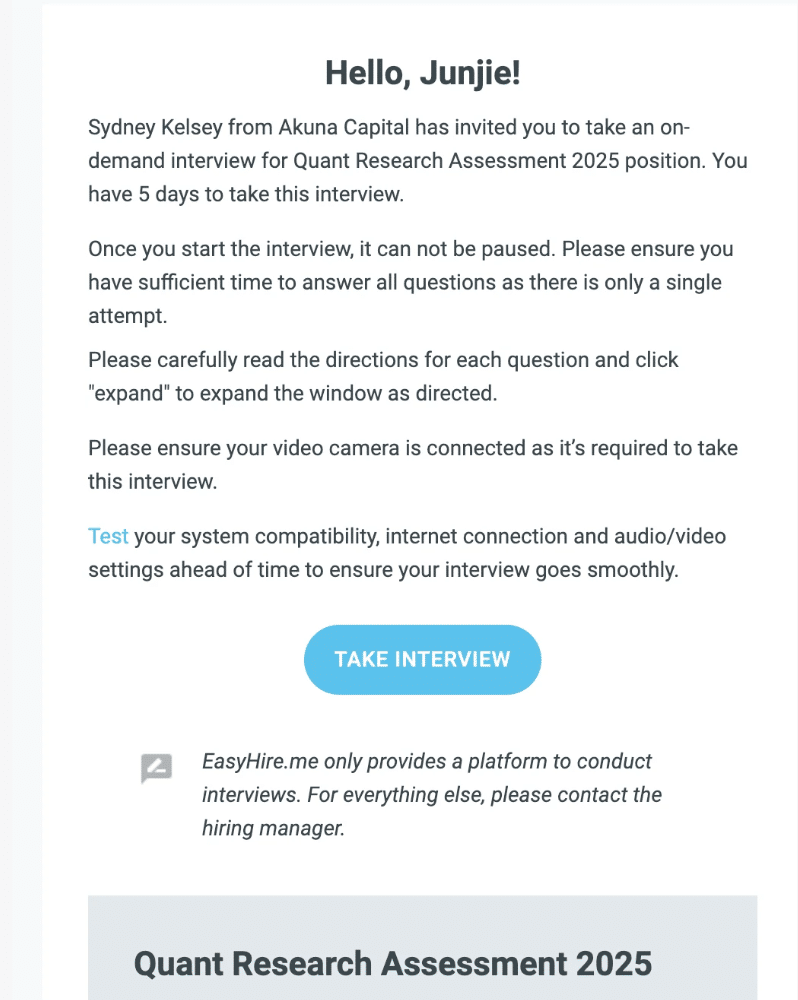 Hello, Junjie!
Sydney Kelsey from Akuna Capital has invited you to take an on-
demand interview for Quant Research Assessment 2025 position. You
have 5 days to take this interview.
Once you start the interview, it can not be paused. Please ensure you
have sufficient time to answer all questions as there is only a single
attempt.
Please carefully read the directions for each question and click
"expand" to expand the window as directed.
Please ensure your video camera is connected as it’s required to take
this interview.
Test your system compatibility, internet connection and audio/video
settings ahead of time to ensure your interview goes smoothly.
TAKE INTERVIEW
EasyHire.me only provides a platform to conduct
interviews. For everything else, please contact the
hiring manager.
Quant Research Assessment 2025